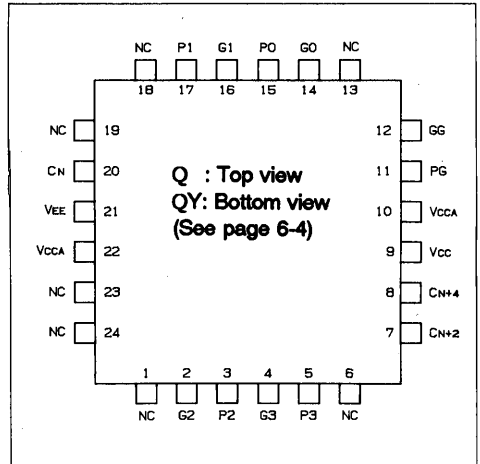 NC P1 G1 P0 G0 NC
18 17 16 15 14 13
NC 19 12 GG
CN 20 11 PG
VEE 21 10 VCCA
VCCA 22 9 VCC
NC 23 8 CN+4
NC 24 7 CN+2
Q : Top view
QY: Bottom view
(See page 6-4)
1 2 3 4 5 6
NC G2 P2 G3 P3 NC